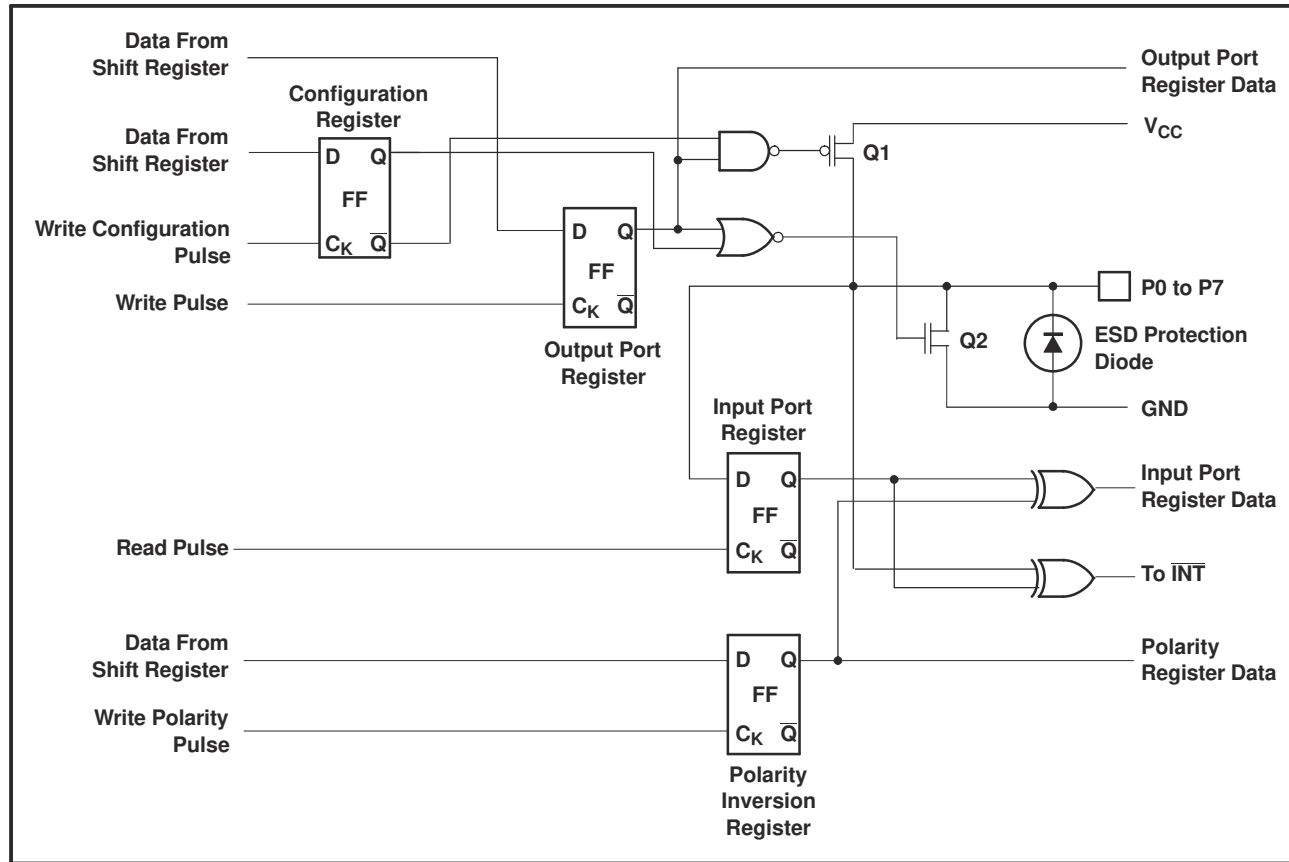 Data From
Shift Register
Configuration
Register
Data From
Shift Register
D Q
FF
Write Configuration
Pulse
CK Q
Write Pulse
D Q
FF
CK Q
Output Port
Register
Output Port
Register Data
VCC
Q1
P0 to P7
Q2
ESD Protection
Diode
GND
Input Port
Register
D Q
FF
CK Q
Read Pulse
Input Port
Register Data
To INT
Data From
Shift Register
D Q
FF
Write Polarity
Pulse
CK Q
Polarity
Inversion
Register
Polarity
Register Data